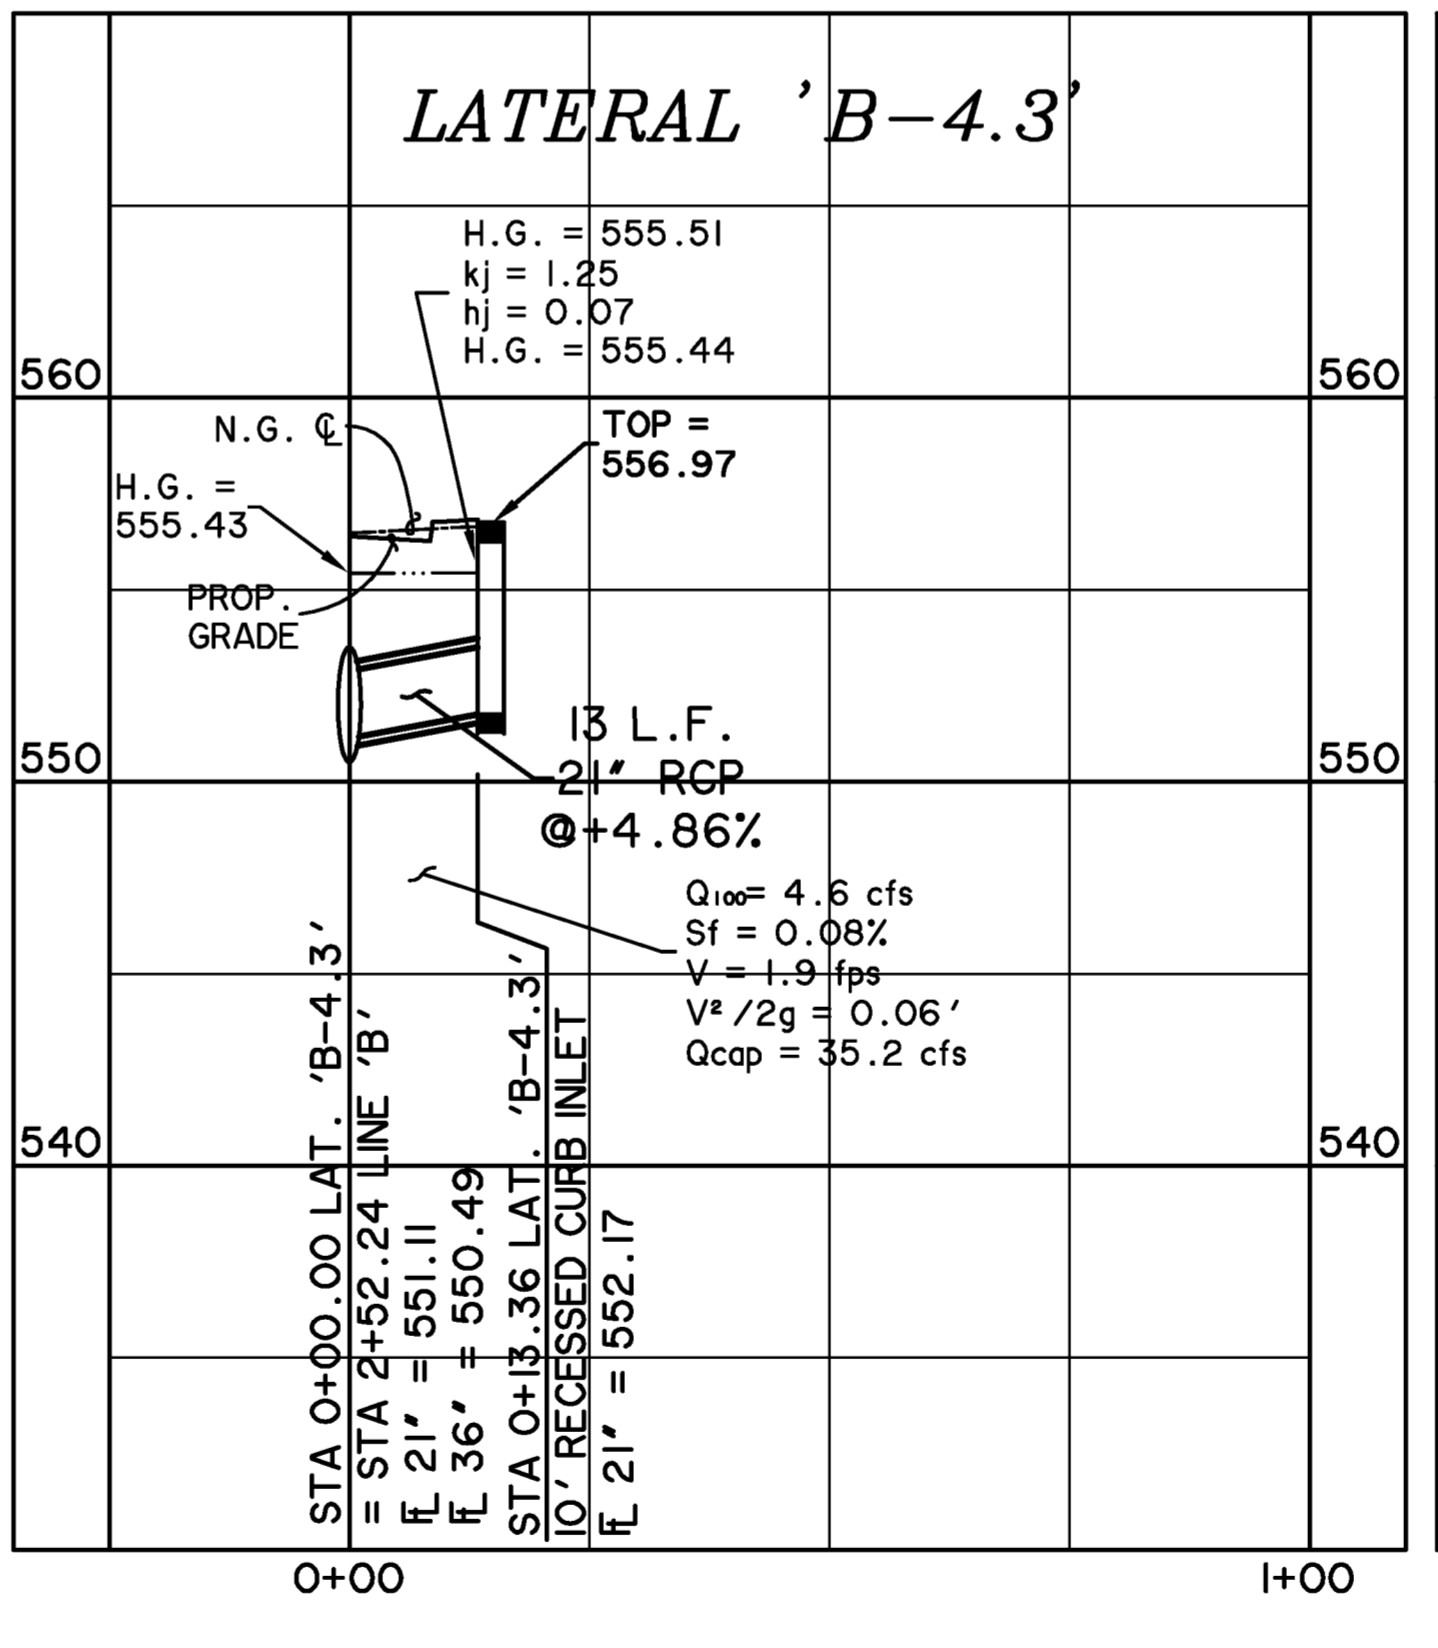 LATERAL 'B-4.3'
H.G. = 555.51
kj = 1.25
hj = 0.07
H.G. = 555.44
560
560
N.G. ℄
TOP =
556.97
H.G. =
555.43
PROP.
GRADE
13 L.F.
21" RCP
@+4.86%
550
550
Q₁₀₀= 4.6 cfs
Sf = 0.08%
V = 1.9 fps
V²/2g = 0.06'
Qcap = 35.2 cfs
540
540
STA 0+00.00 LAT. 'B-4.3'
= STA 2+52.24 LINE 'B'
FL 21" = 551.11
FL 36" = 550.49
STA 0+13.36 LAT. 'B-4.3'
10' RECESSED CURB INLET
FL 21" = 552.17
0+00
1+00